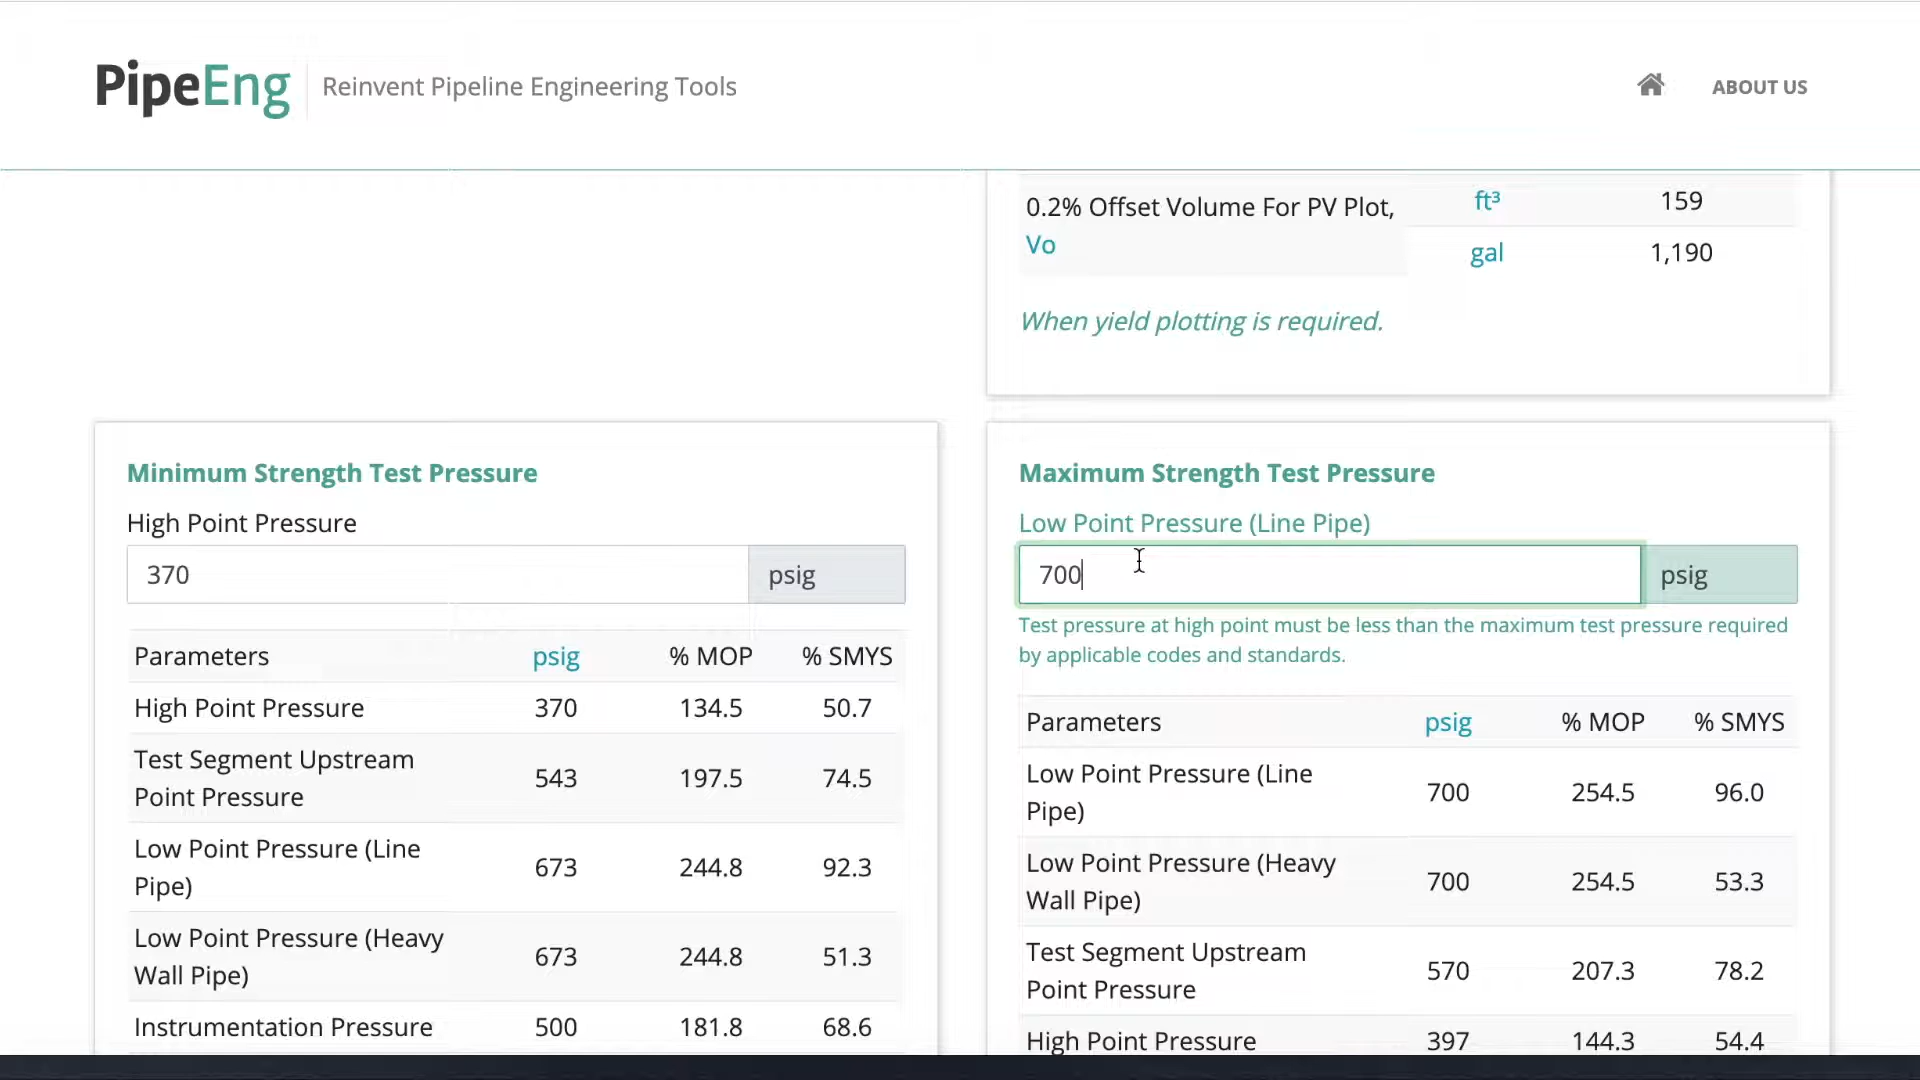 PipeEng
Reinvent Pipeline Engineering Tools
ABOUT US
0.2% Offset Volume For PV Plot,
Vo
ft³ 159
gal 1,190
When yield plotting is required.
Minimum Strength Test Pressure
High Point Pressure
370 psig
Parameters psig % MOP % SMYS
High Point Pressure 370 134.5 50.7
Test Segment Upstream
Point Pressure 543 197.5 74.5
Low Point Pressure (Line
Pipe) 673 244.8 92.3
Low Point Pressure (Heavy
Wall Pipe) 673 244.8 51.3
Instrumentation Pressure 500 181.8 68.6
Maximum Strength Test Pressure
Low Point Pressure (Line Pipe)
700 psig
Test pressure at high point must be less than the maximum test pressure required
by applicable codes and standards.
Parameters psig % MOP % SMYS
Low Point Pressure (Line
Pipe) 700 254.5 96.0
Low Point Pressure (Heavy
Wall Pipe) 700 254.5 53.3
Test Segment Upstream
Point Pressure 570 207.3 78.2
High Point Pressure 397 144.3 54.4